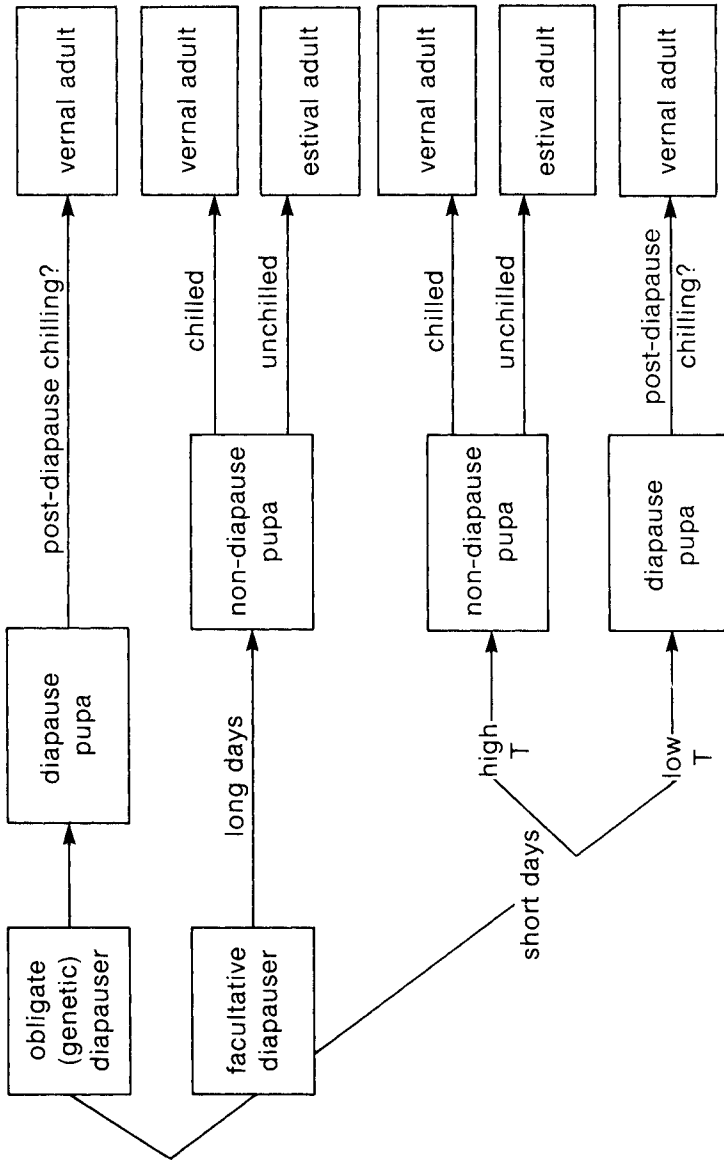 obligate
(genetic)
diapauser
diapause
pupa
post-diapause chilling?
vernal adult
facultative
diapauser
long days
non-diapause
pupa
chilled
vernal adult
unchilled
estival adult
short days
high
T
non-diapause
pupa
chilled
vernal adult
unchilled
estival adult
low
T
diapause
pupa
post-diapause
chilling?
vernal adult